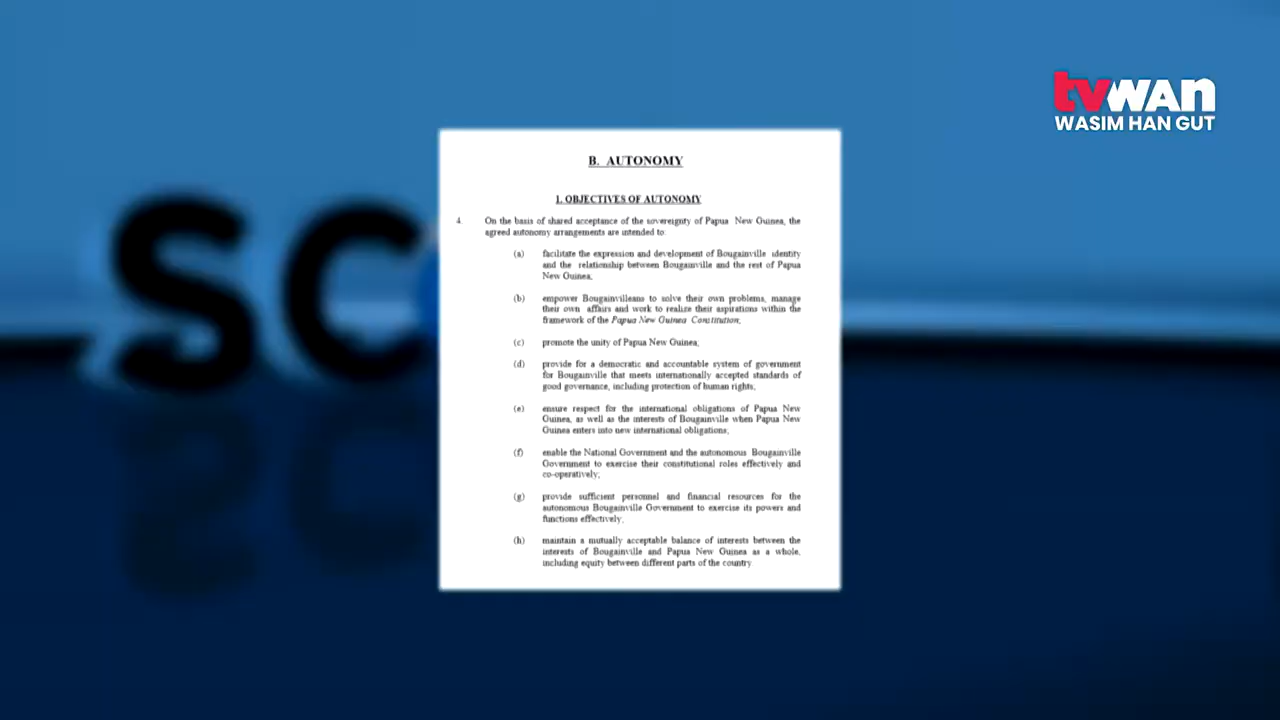 tvwan
WASIM HAN GUT
SC
B. AUTONOMY
1. OBJECTIVES OF AUTONOMY
4. On the basis of shared acceptance of the sovereignty of Papua New Guinea, the
agreed autonomy arrangements are intended to:
(a) facilitate the expression and development of Bougainville identity
and the relationship between Bougainville and the rest of Papua
New Guinea;
(b) empower Bougainvilleans to solve their own problems, manage
their own affairs and work to realize their aspirations within the
framework of the Papua New Guinea Constitution;
(c) promote the unity of Papua New Guinea;
(d) provide for a democratic and accountable system of government
for Bougainville that meets internationally accepted standards of
good governance, including protection of human rights;
(e) ensure respect for the international obligations of Papua New
Guinea, as well as the interests of Bougainville when Papua New
Guinea enters into new international obligations;
(f) enable the National Government and the autonomous Bougainville
Government to exercise their constitutional roles effectively and
co-operatively;
(g) provide sufficient personnel and financial resources for the
autonomous Bougainville Government to exercise its powers and
functions effectively;
(h) maintain a mutually acceptable balance of interests between the
interests of Bougainville and Papua New Guinea as a whole,
including equity between different parts of the country.